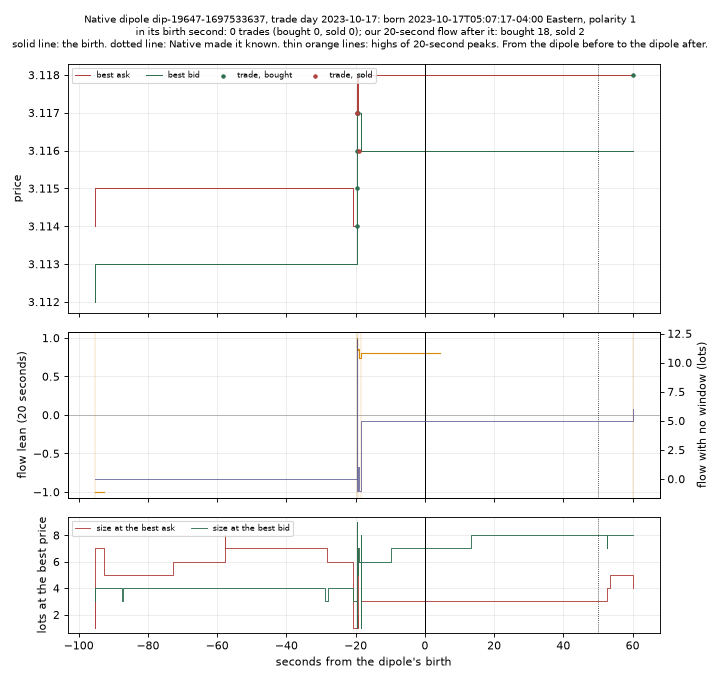 Native dipole dip-19647-1697533637, trade day 2023-10-17: born 2023-10-17T05:07:17-04:00 Eastern, polarity 1
in its birth second: 0 trades (bought 0, sold 0); our 20-second flow after it: bought 18, sold 2
solid line: the birth. dotted line: Native made it known. thin orange lines: highs of 20-second peaks. From the dipole before to the dipole after.
best ask
best bid
trade, bought
trade, sold
3.118
3.117
3.116
3.115
3.114
3.113
3.112
price
1.0
0.5
0.0
−0.5
−1.0
flow lean (20 seconds)
12.5
10.0
7.5
5.0
2.5
0.0
flow with no window (lots)
size at the best ask
size at the best bid
8
6
4
2
lots at the best price
−100
−80
−60
−40
−20
0
20
40
60
seconds from the dipole's birth